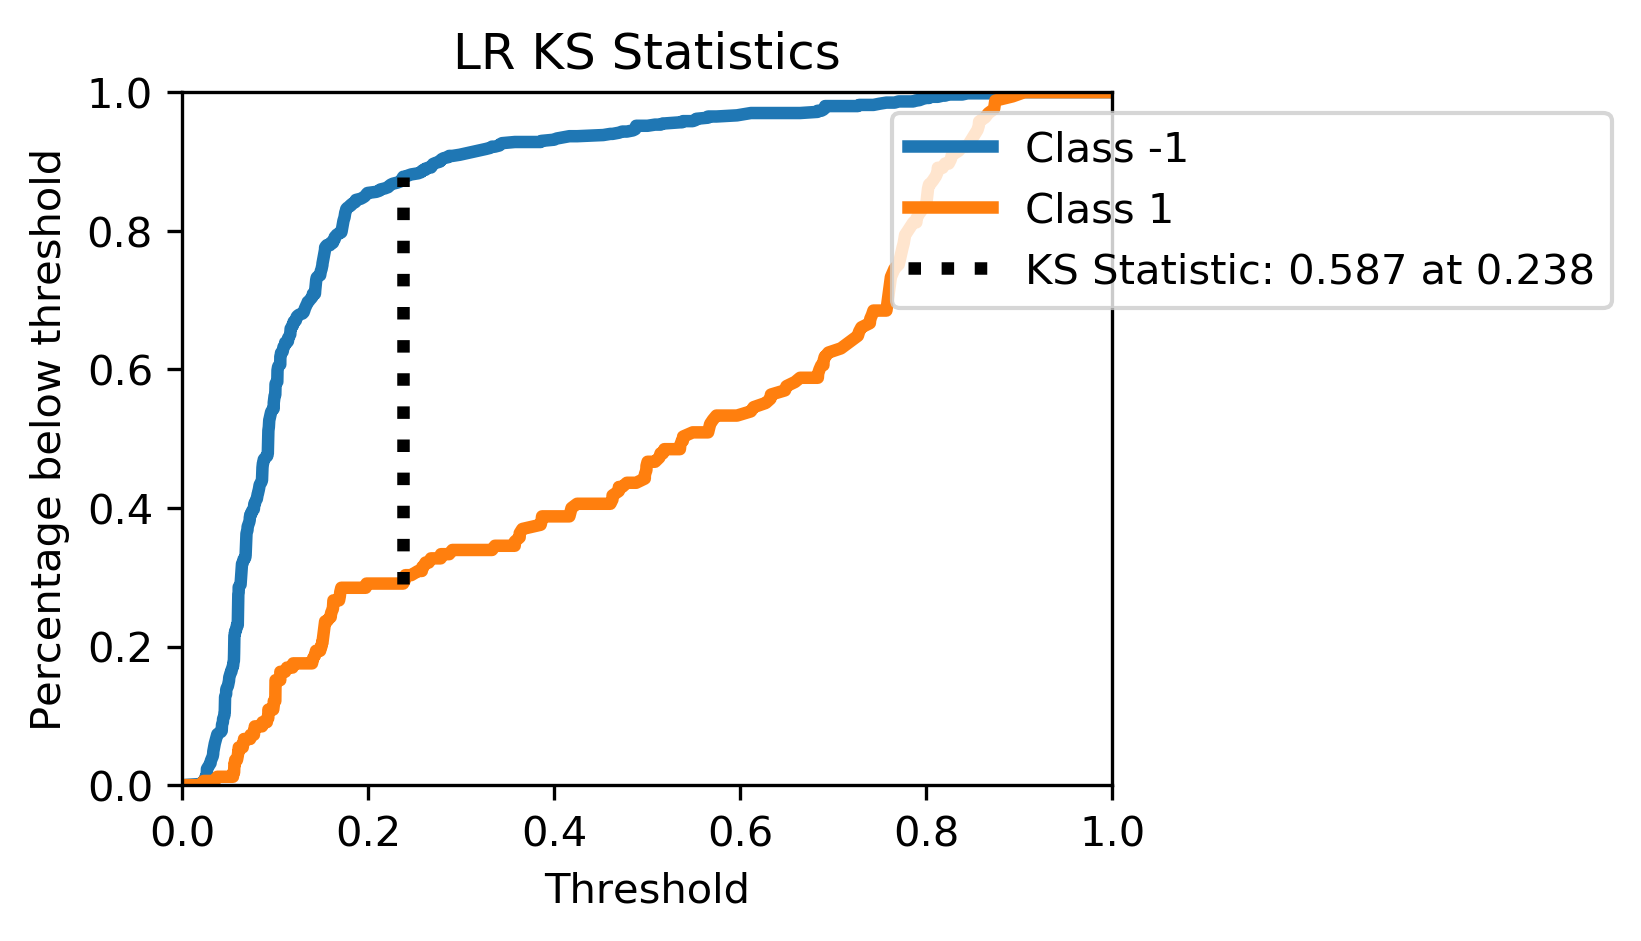 LR KS Statistics
1.0
0.8
0.6
0.4
0.2
0.0
Percentage below threshold
Class -1
Class 1
KS Statistic: 0.587 at 0.238
0.0 0.2 0.4 0.6 0.8 1.0
Threshold